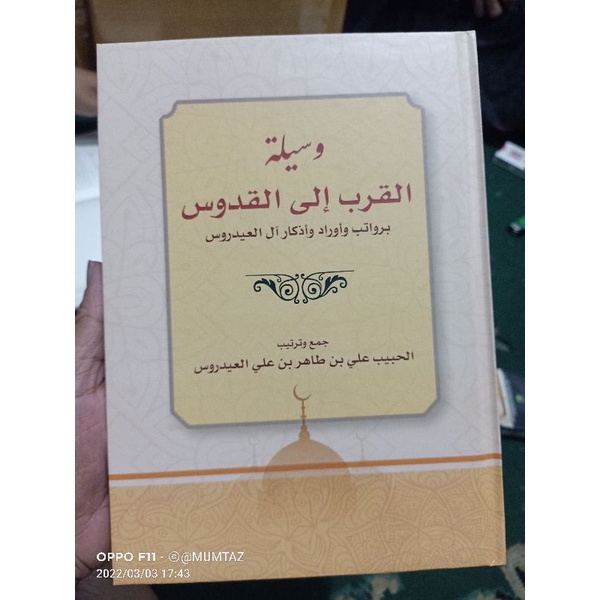 وسيلة
القرب إلى القدوس
برواتب وأوراد وأذكار آل العيدروس
جمع وترتيب
الحبيب علي بن طاهر بن علي العيدروس
OPPO F11 - ©@MUMTAZ
2022/03/03 17:43